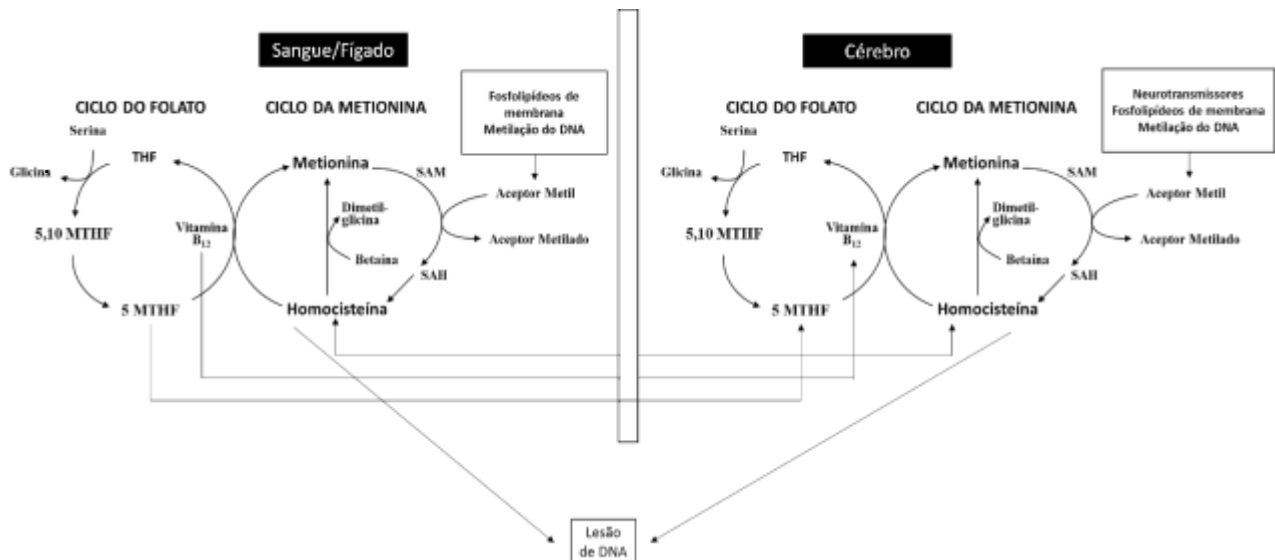 Sangue/Fígado
CICLO DO FOLATO
CICLO DA METIONINA
Fosfolipídeos de
membrana
Metilação do DNA
Serina
THF
Glicina
5,10 MTHF
Vitamina
B12
5 MTHF
Metionina
SAM
Dimetil-
glicina
Betaína
Aceptor Metil
Aceptor Metilado
SAH
Homocisteína
Cérebro
CICLO DO FOLATO
CICLO DA METIONINA
Neurotransmissores
Fosfolipídeos de membrana
Metilação do DNA
Serina
THF
Glicina
5,10 MTHF
Vitamina
B12
5 MTHF
Metionina
SAM
Dimetil-
glicina
Betaína
Aceptor Metil
Aceptor Metilado
SAH
Homocisteína
Lesão
de DNA